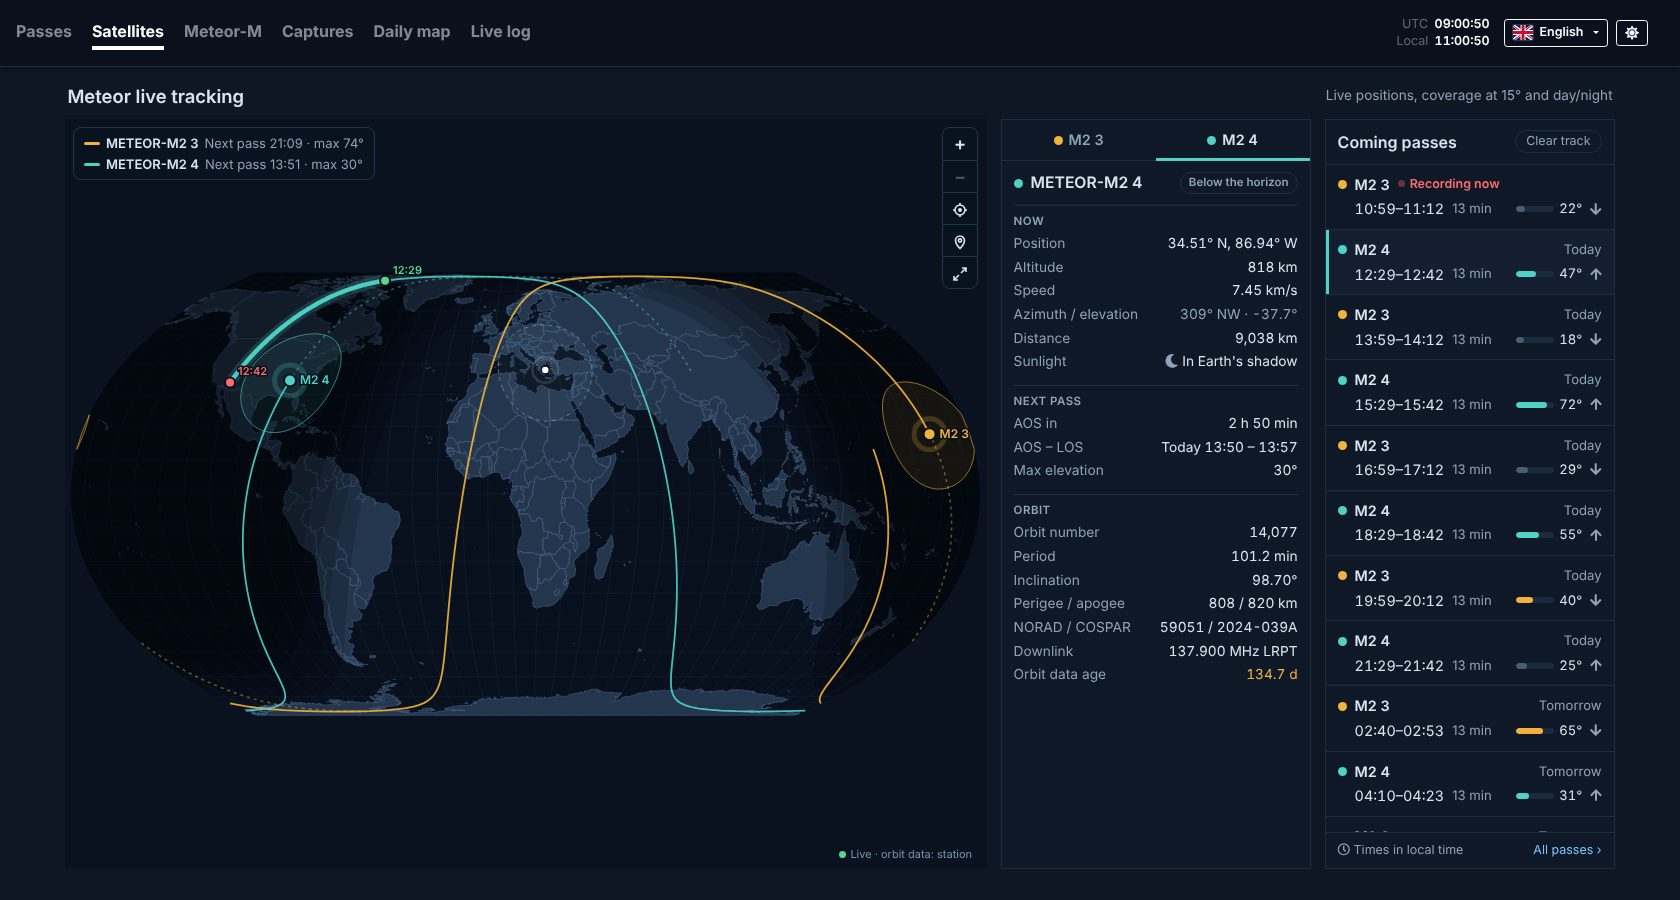 Passes Satellites Meteor-M Captures Daily map Live log
UTC 09:00:50
Local 11:00:50
English
Meteor live tracking
Live positions, coverage at 15° and day/night
METEOR-M2 3 Next pass 21:09 · max 74°
METEOR-M2 4 Next pass 13:51 · max 30°
+
−
12:29
12:42
M2 4
M2 3
Live · orbit data: station
M2 3
M2 4
METEOR-M2 4 Below the horizon
NOW
Position 34.51° N, 86.94° W
Altitude 818 km
Speed 7.45 km/s
Azimuth / elevation 309° NW · -37.7°
Distance 9,038 km
Sunlight In Earth's shadow
NEXT PASS
AOS in 2 h 50 min
AOS – LOS Today 13:50 – 13:57
Max elevation 30°
ORBIT
Orbit number 14,077
Period 101.2 min
Inclination 98.70°
Perigee / apogee 808 / 820 km
NORAD / COSPAR 59051 / 2024-039A
Downlink 137.900 MHz LRPT
Orbit data age 134.7 d
Coming passes Clear track
M2 3 Recording now
10:59–11:12 13 min 22° ↓
M2 4 Today
12:29–12:42 13 min 47° ↑
M2 3 Today
13:59–14:12 13 min 18° ↓
M2 4 Today
15:29–15:42 13 min 72° ↑
M2 3 Today
16:59–17:12 13 min 29° ↓
M2 4 Today
18:29–18:42 13 min 55° ↑
M2 3 Today
19:59–20:12 13 min 40° ↓
M2 4 Today
21:29–21:42 13 min 25° ↑
M2 3 Tomorrow
02:40–02:53 13 min 65° ↓
M2 4 Tomorrow
04:10–04:23 13 min 31° ↑
Times in local time All passes ›